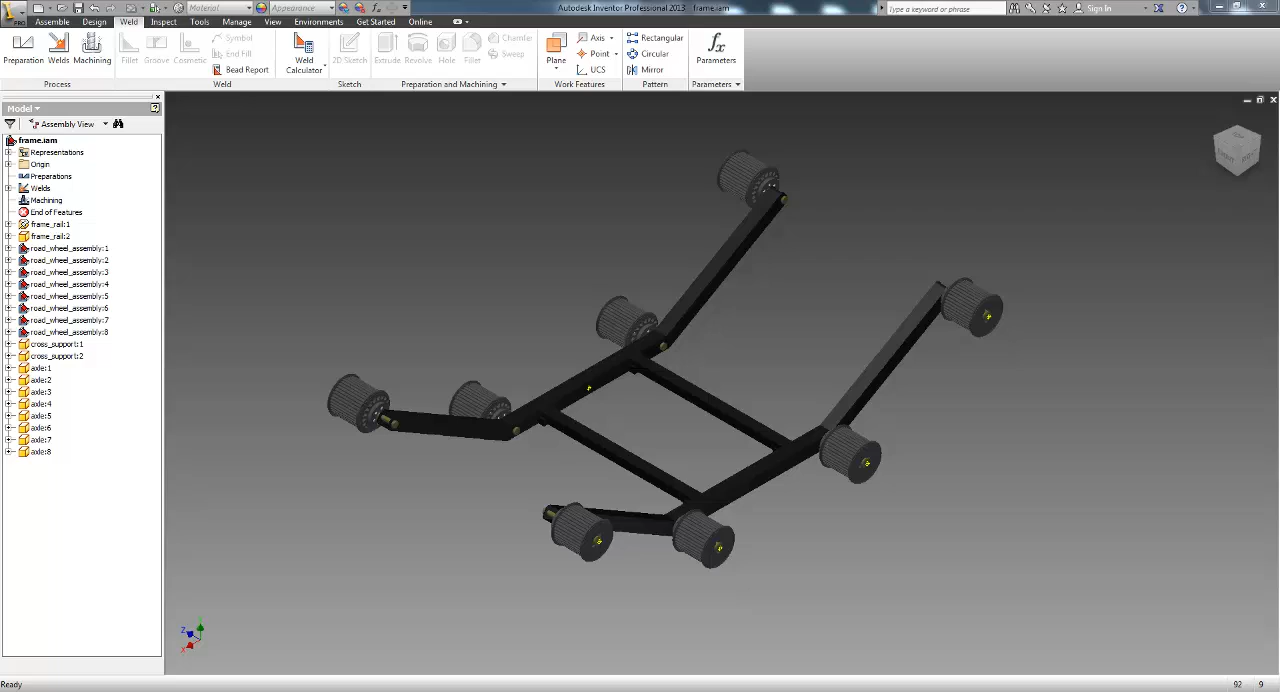 Material
Appearance
Autodesk Inventor Professional 2013
frame.iam
Type a keyword or phrase
Sign In
PRO
Assemble
Design
Weld
Inspect
Tools
Manage
View
Environments
Get Started
Online
Preparation
Welds
Machining
Fillet
Groove
Cosmetic
Symbol
End Fill
Bead Report
Weld
Calculator
2D Sketch
Extrude
Revolve
Hole
Fillet
Chamfer
Sweep
Plane
Axis
Point
UCS
Rectangular
Circular
Mirror
Parameters
Process
Weld
Sketch
Preparation and Machining
Work Features
Pattern
Parameters
Model
Assembly View
frame.iam
Representations
Origin
Preparations
Welds
Machining
End of Features
frame_rail:1
frame_rail:2
road_wheel_assembly:1
road_wheel_assembly:2
road_wheel_assembly:3
road_wheel_assembly:4
road_wheel_assembly:5
road_wheel_assembly:6
road_wheel_assembly:7
road_wheel_assembly:8
cross_support:1
cross_support:2
axle:1
axle:2
axle:3
axle:4
axle:5
axle:6
axle:7
axle:8
Z
X
Ready
92
9